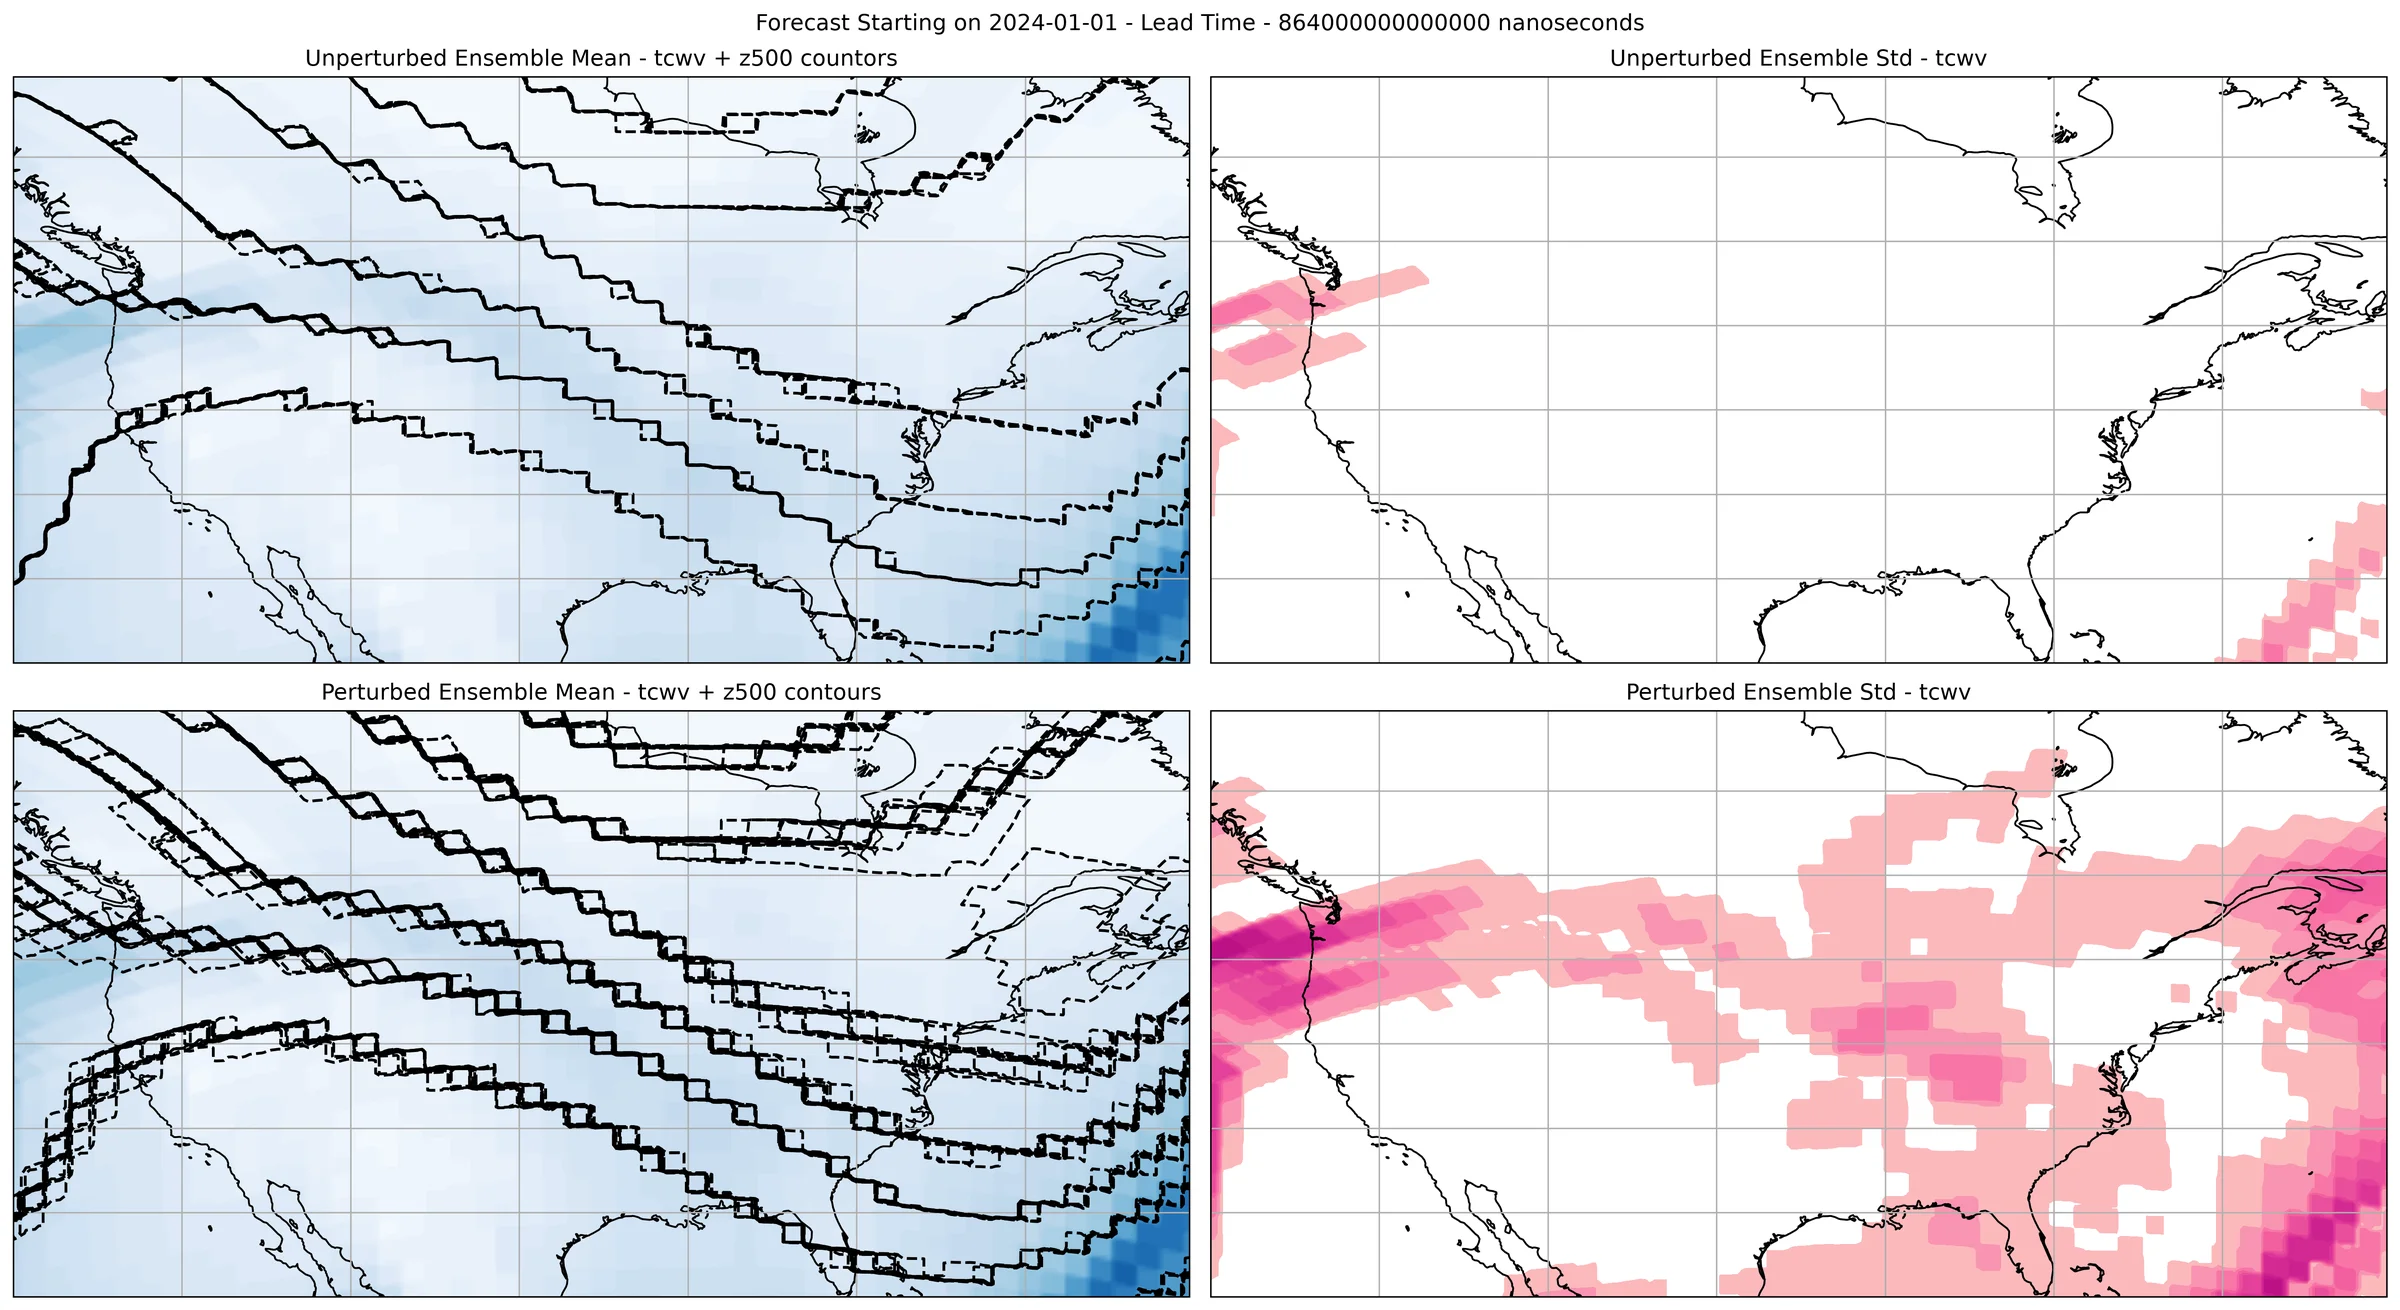 Forecast Starting on 2024-01-01 - Lead Time - 864000000000000 nanoseconds
Unperturbed Ensemble Mean - tcwv + z500 countors
Unperturbed Ensemble Std - tcwv
Perturbed Ensemble Mean - tcwv + z500 contours
Perturbed Ensemble Std - tcwv